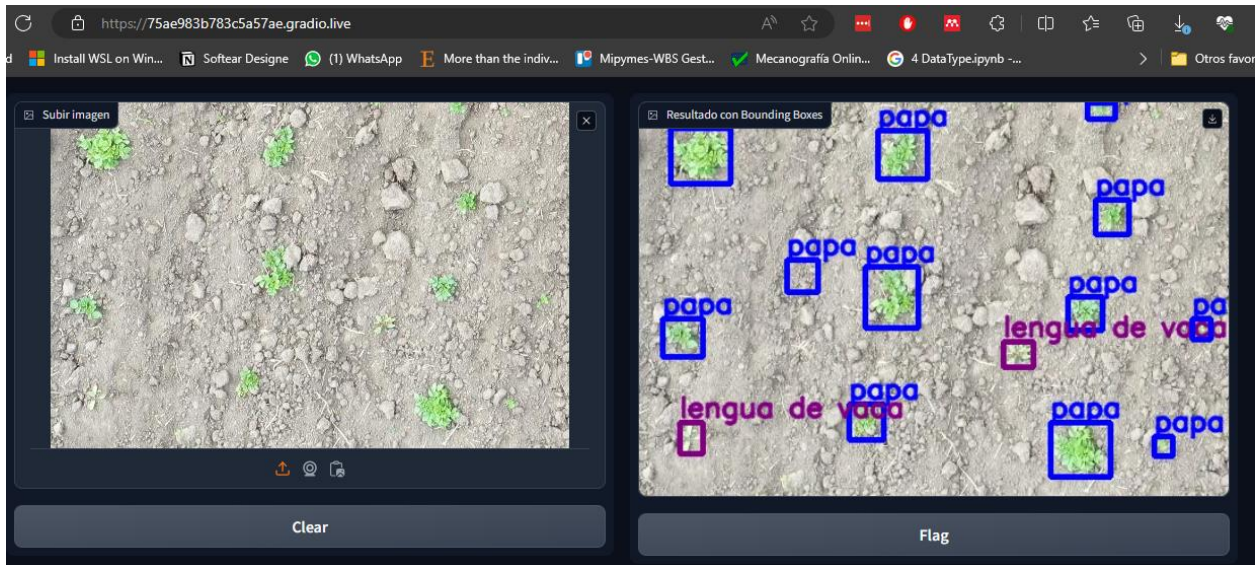 https://75ae983b783c5a57ae.gradio.live
d Install WSL on Win... Softear Designe (1) WhatsApp More than the indiv... Mipymes-WBS Gest... Mecanografía Onlin... 4 DataType.ipynb -... Otros favor
Subir imagen
Resultado con Bounding Boxes
papa
papa
papa
papa
papa
papa
pa
lengua de vaca
papa
lengua de vaca
papa
papa
Clear
Flag